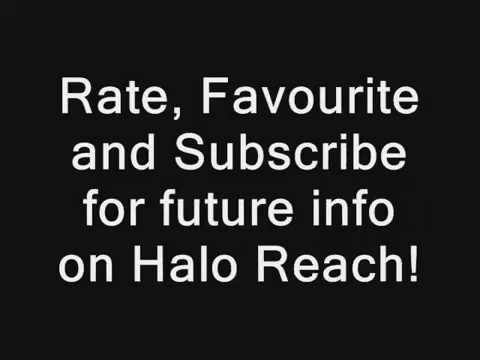 Rate, Favourite
and Subscribe
for future info
on Halo Reach!